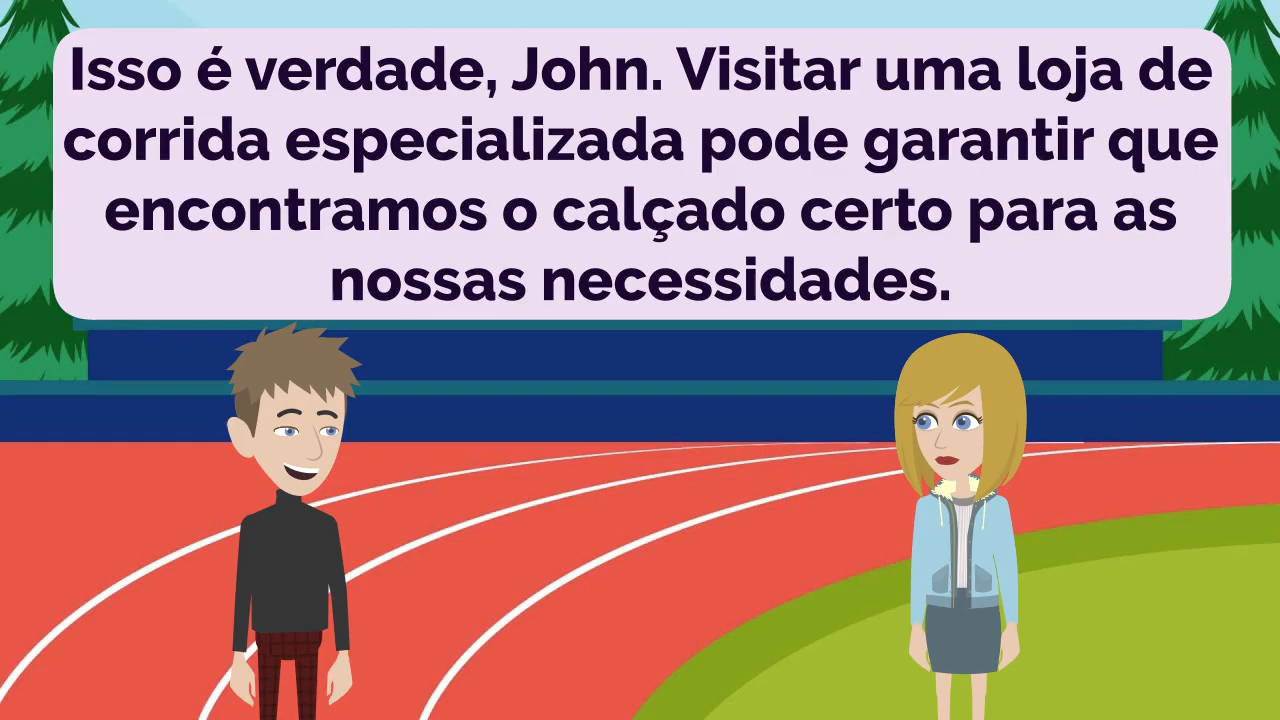 Isso é verdade, John. Visitar uma loja de
corrida especializada pode garantir que
encontramos o calçado certo para as
nossas necessidades.